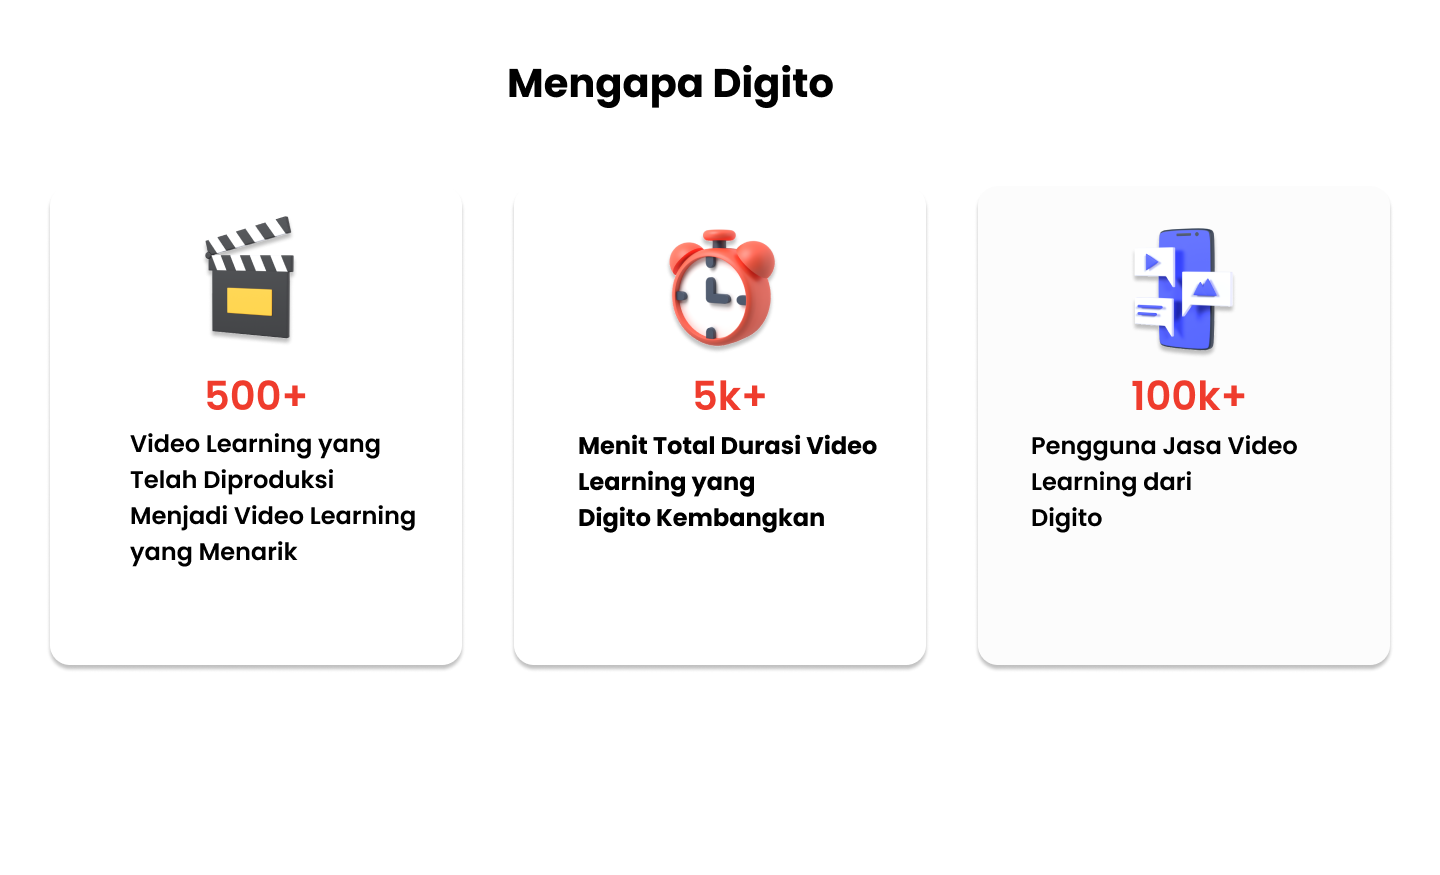 Mengapa Digito
500+
Video Learning yang
Telah Diproduksi
Menjadi Video Learning
yang Menarik
5k+
Menit Total Durasi Video
Learning yang
Digito Kembangkan
100k+
Pengguna Jasa Video
Learning dari
Digito